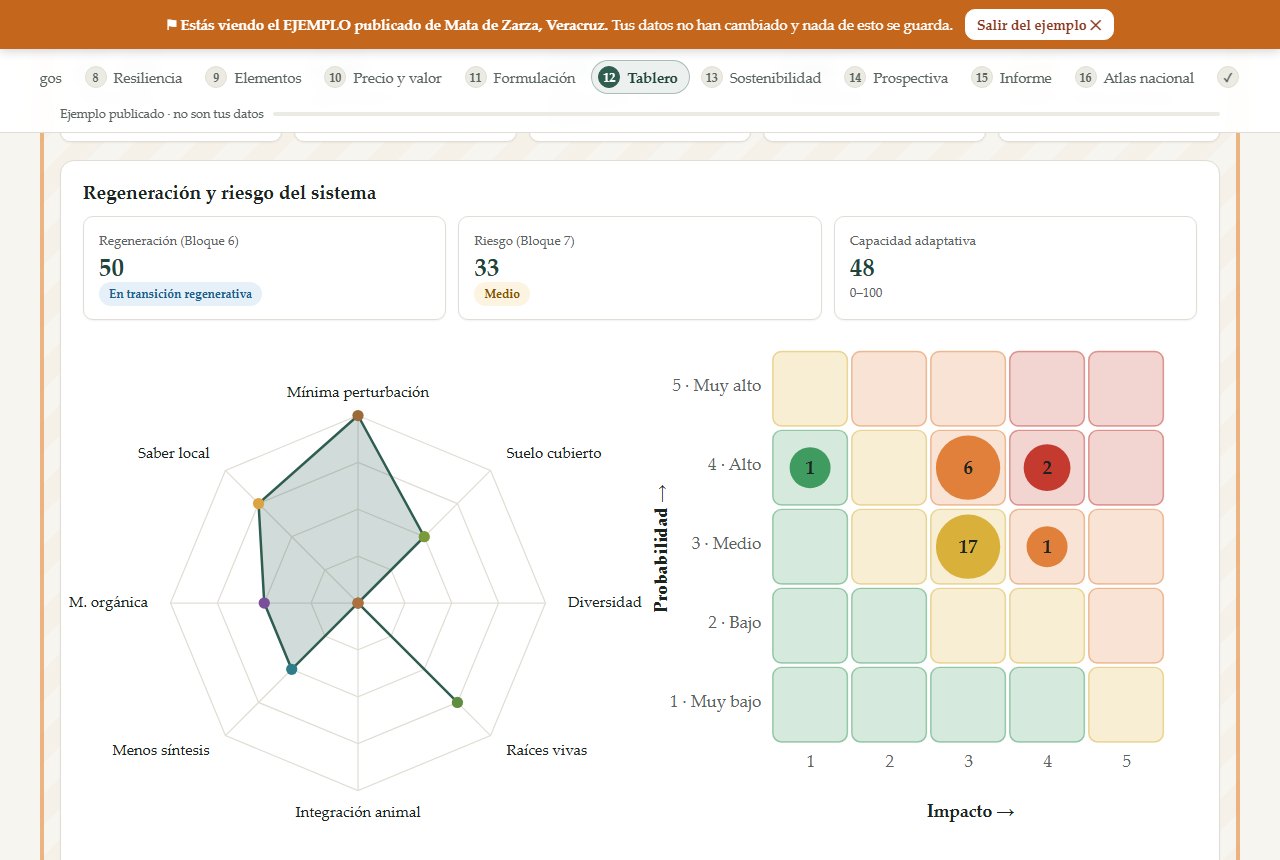 ⚑ Estás viendo el EJEMPLO publicado de Mata de Zarza, Veracruz. Tus datos no han cambiado y nada de esto se guarda. Salir del ejemplo ✕
gos 8 Resiliencia 9 Elementos 10 Precio y valor 11 Formulación 12 Tablero 13 Sostenibilidad 14 Prospectiva 15 Informe 16 Atlas nacional ✓
Ejemplo publicado · no son tus datos
Regeneración y riesgo del sistema
Regeneración (Bloque 6)
50
En transición regenerativa
Riesgo (Bloque 7)
33
Medio
Capacidad adaptativa
48
0–100
Mínima perturbación
Saber local
Suelo cubierto
M. orgánica
Diversidad
Menos síntesis
Raíces vivas
Integración animal
Probabilidad →
5 · Muy alto
4 · Alto
1
6
2
3 · Medio
17
1
2 · Bajo
1 · Muy bajo
1 2 3 4 5
Impacto →